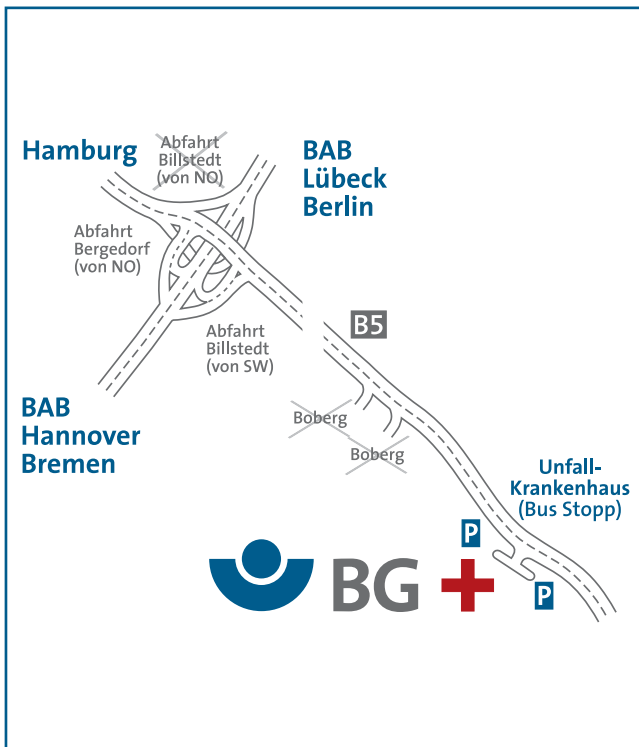 Hamburg
Abfahrt
Billstedt
(von NO)
BAB
Lübeck
Berlin
Abfahrt
Bergedorf
(von NO)
Abfahrt
Billstedt
(von SW)
B5
BAB
Hannover
Bremen
Boberg
Boberg
Unfall-
Krankenhaus
(Bus Stopp)
P
BG
P